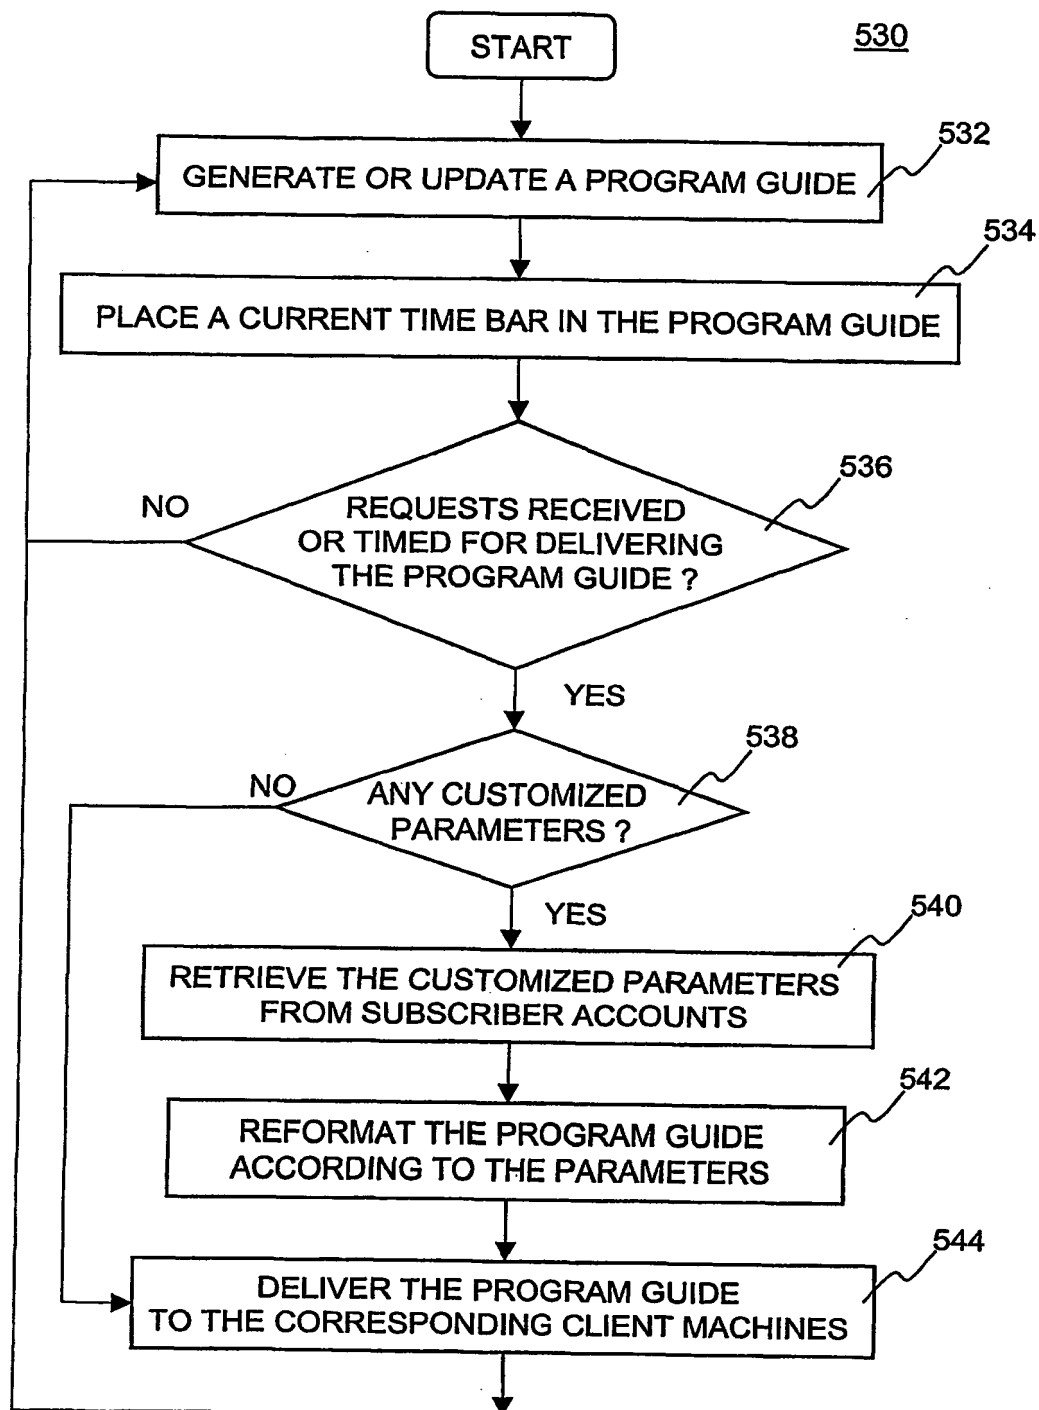 START
530
532
GENERATE OR UPDATE A PROGRAM GUIDE
534
PLACE A CURRENT TIME BAR IN THE PROGRAM GUIDE
536
NO
REQUESTS RECEIVED
OR TIMED FOR DELIVERING
THE PROGRAM GUIDE ?
YES
538
NO
ANY CUSTOMIZED
PARAMETERS ?
YES
540
RETRIEVE THE CUSTOMIZED PARAMETERS
FROM SUBSCRIBER ACCOUNTS
542
REFORMAT THE PROGRAM GUIDE
ACCORDING TO THE PARAMETERS
544
DELIVER THE PROGRAM GUIDE
TO THE CORRESPONDING CLIENT MACHINES